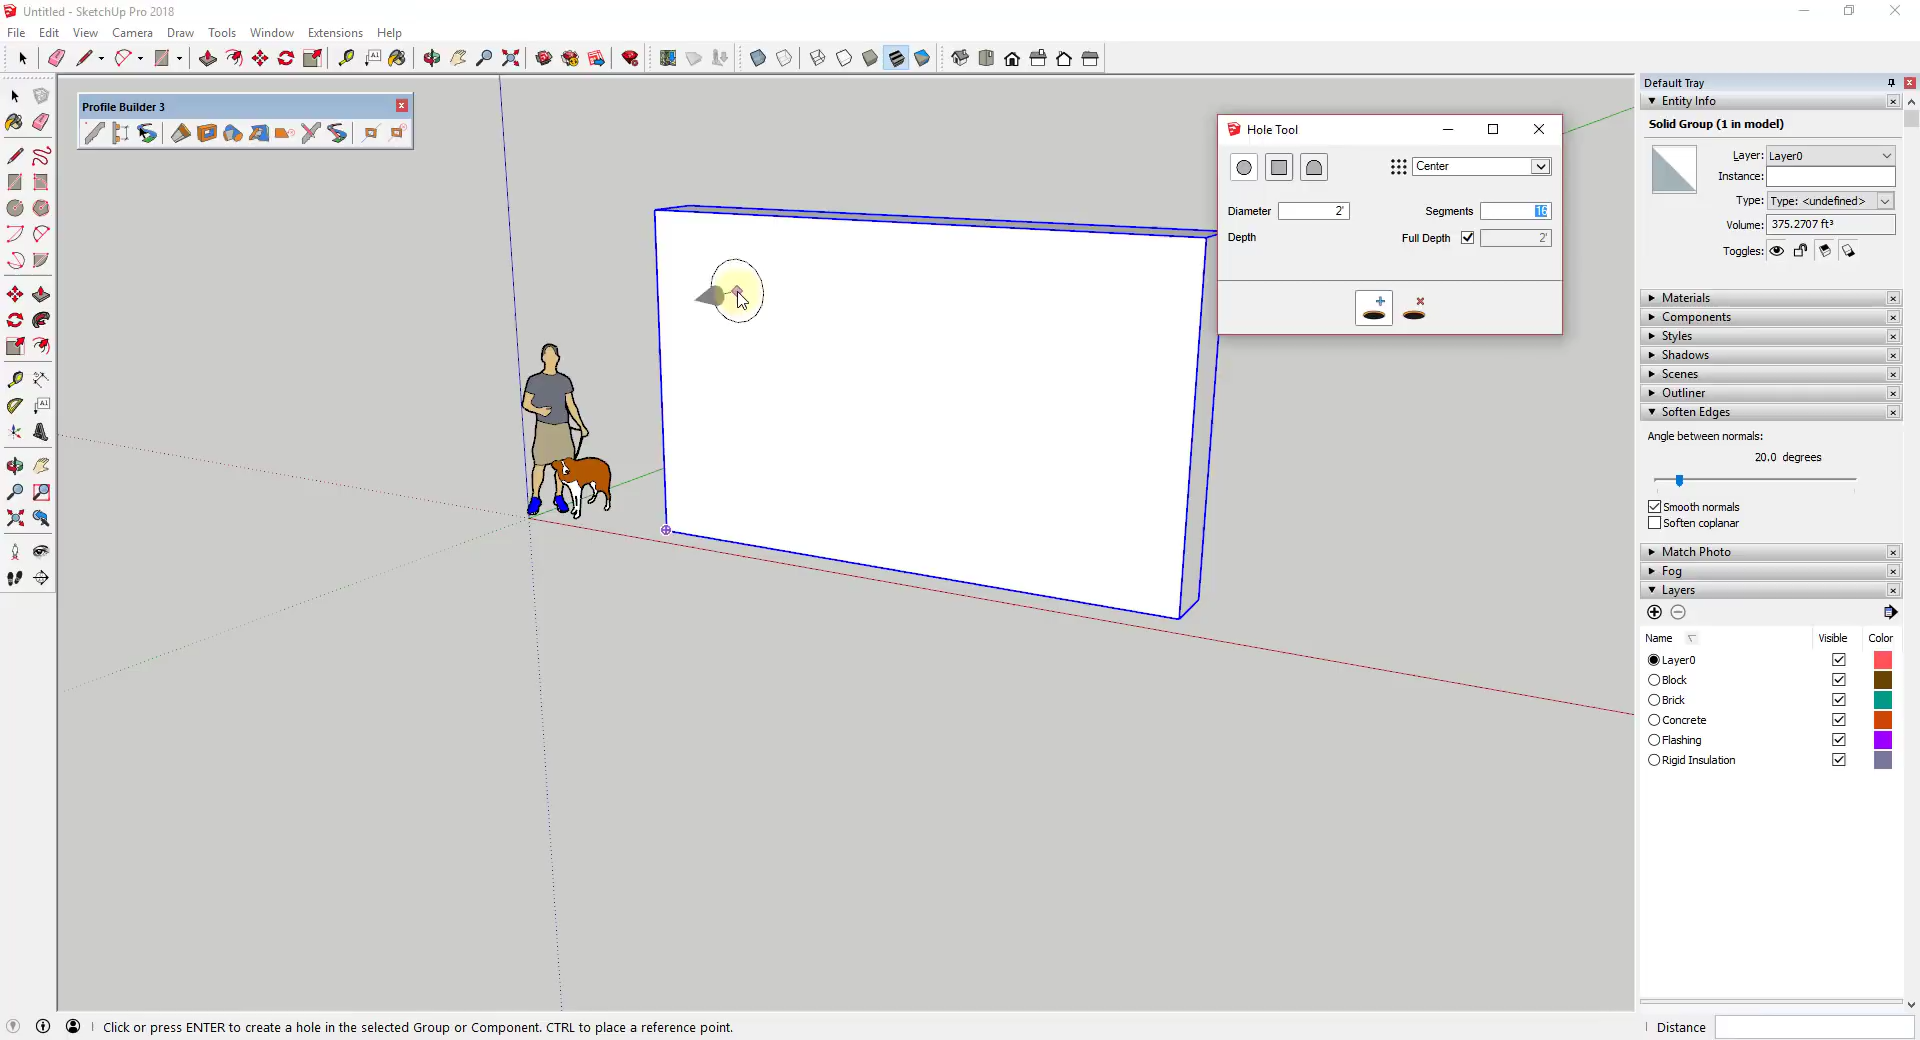 Untitled - SketchUp Pro 2018
File Edit View Camera Draw Tools Window Extensions Help
Profile Builder 3
Hole Tool
Center
Diameter 2' Segments 16
Depth Full Depth 2'
Default Tray
Entity Info
Solid Group (1 in model)
Layer: Layer0
Instance:
Type: Type: <undefined>
Volume: 375.2707 ft³
Toggles:
Materials
Components
Styles
Shadows
Scenes
Outliner
Soften Edges
Angle between normals:
20.0 degrees
Smooth normals
Soften coplanar
Match Photo
Fog
Layers
Name Visible Color
Layer0
Block
Brick
Concrete
Flashing
Rigid Insulation
Click or press ENTER to create a hole in the selected Group or Component. CTRL to place a reference point.
Distance